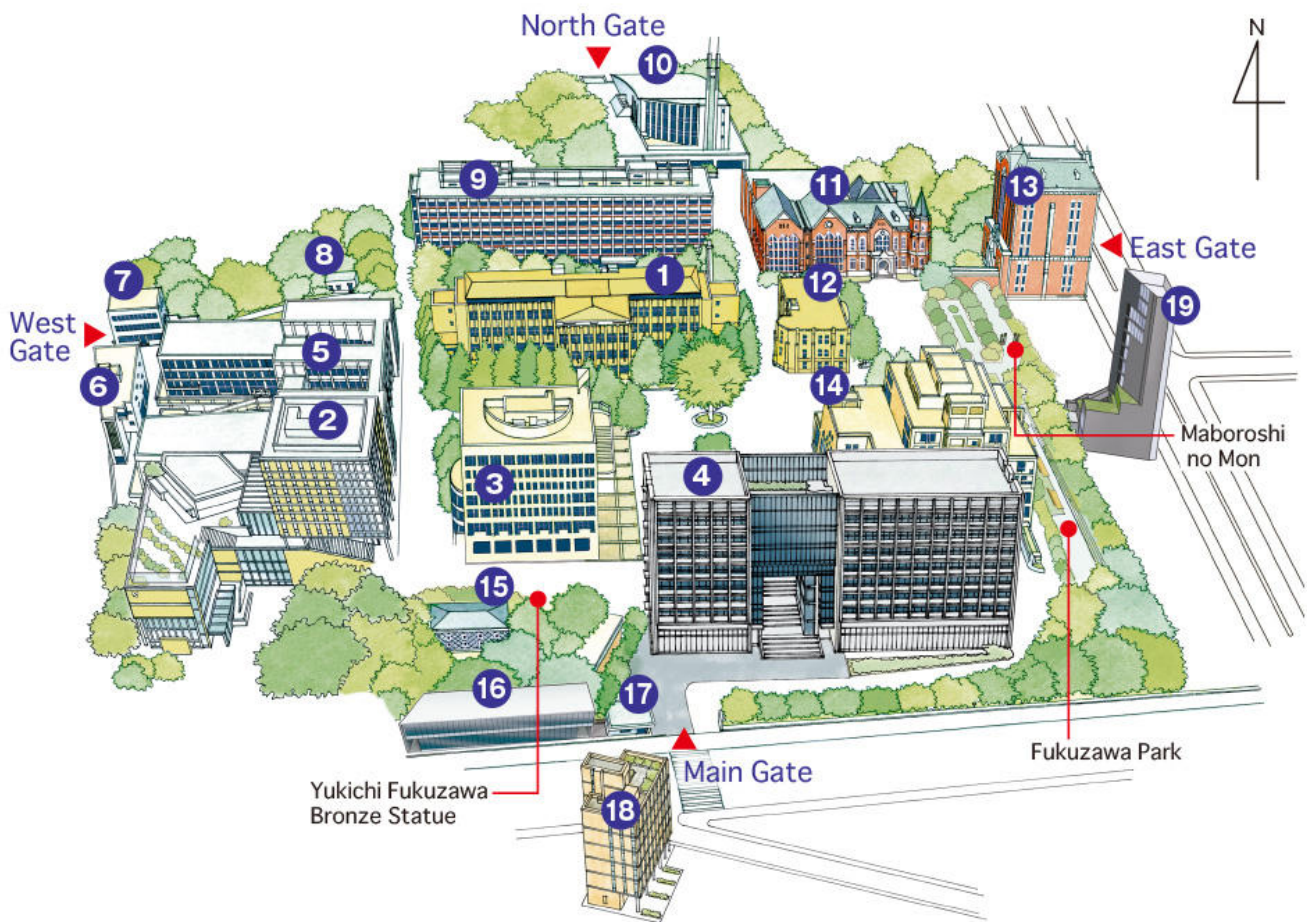 North Gate
10
N
9
11
13
8
1
East Gate
7
12
19
West
Gate
5
6
14
2
Maboroshi
no Mon
3
4
15
16
17
Main Gate
Fukuzawa Park
Yukichi Fukuzawa
Bronze Statue
18